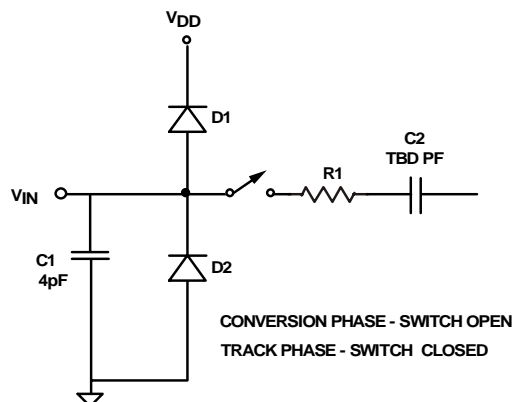 VDD
D1
C2
TBD PF
R1
VIN
C1
4pF
D2
CONVERSION PHASE - SWITCH OPEN
TRACK PHASE - SWITCH CLOSED